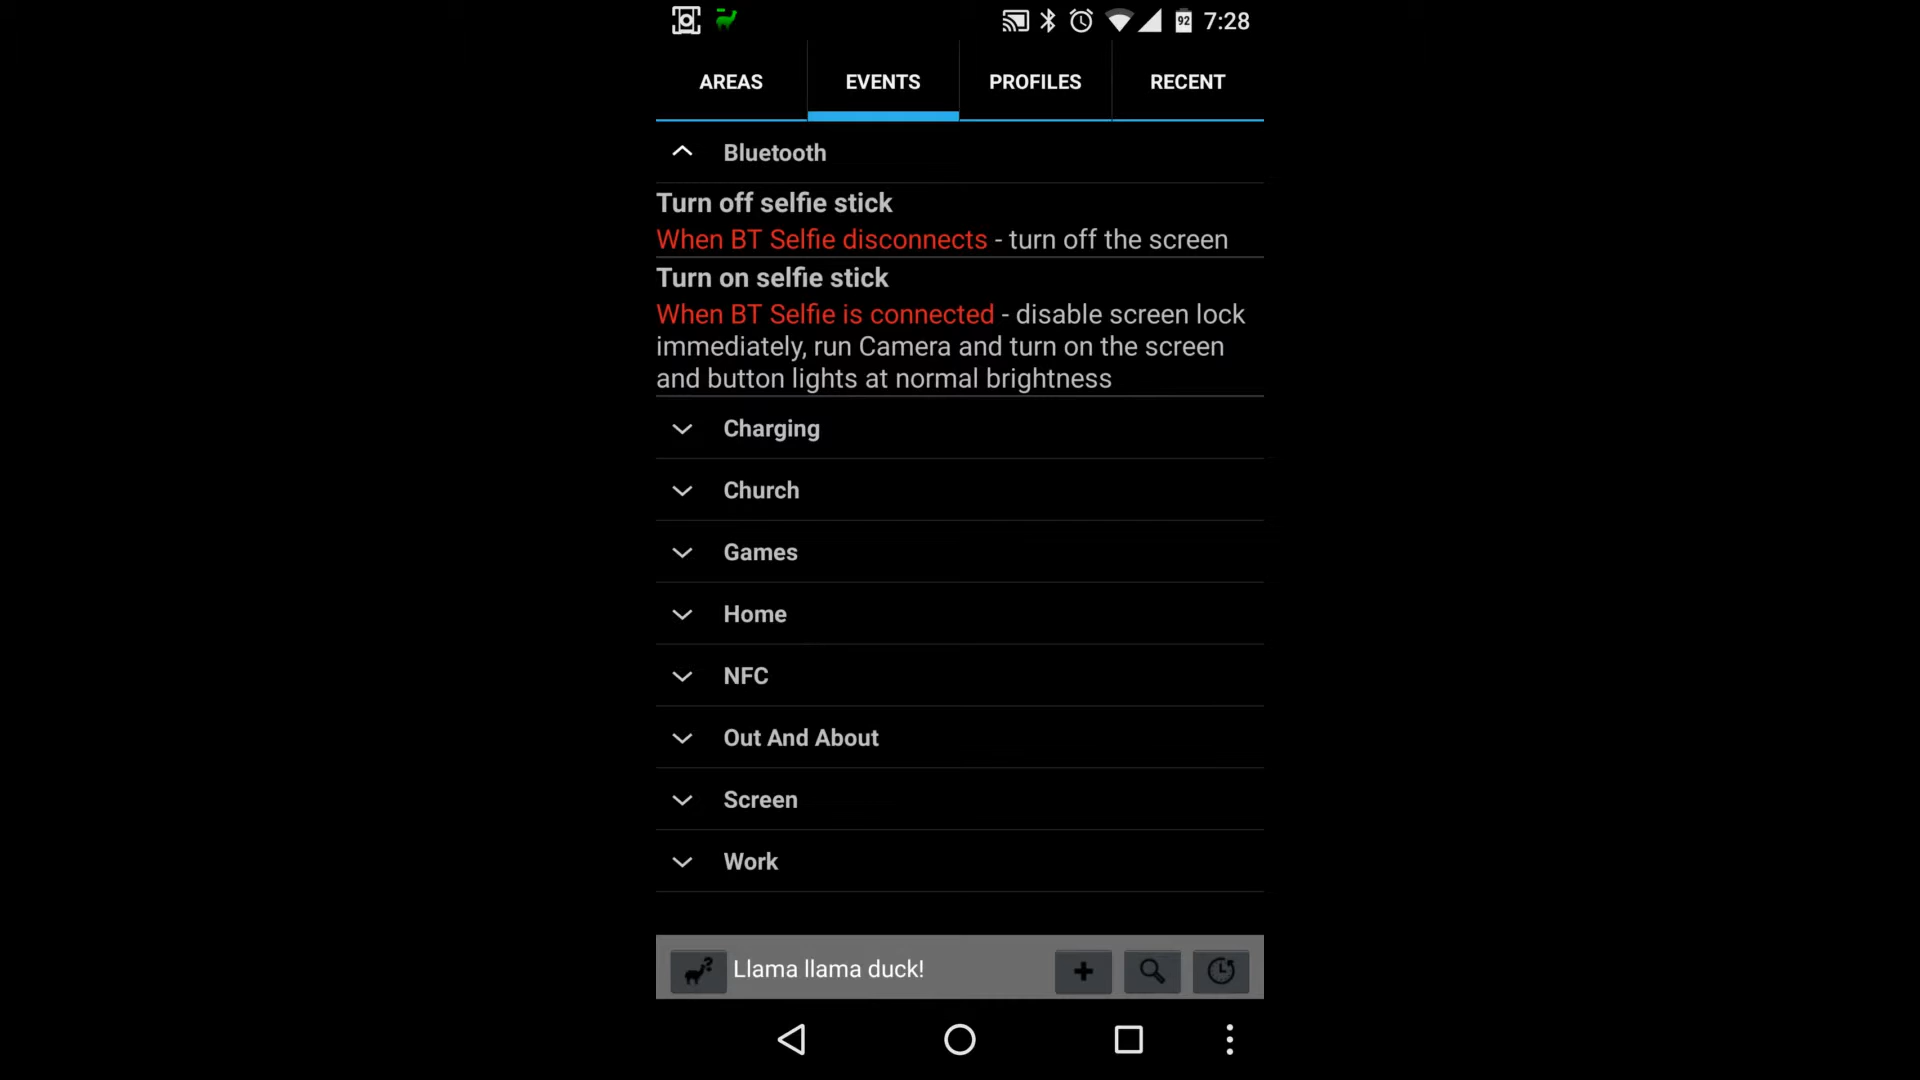 92 7:28
AREAS EVENTS PROFILES RECENT
Bluetooth
Turn off selfie stick
When BT Selfie disconnects - turn off the screen
Turn on selfie stick
When BT Selfie is connected - disable screen lock
immediately, run Camera and turn on the screen
and button lights at normal brightness
Charging
Church
Games
Home
NFC
Out And About
Screen
Work
Llama llama duck!